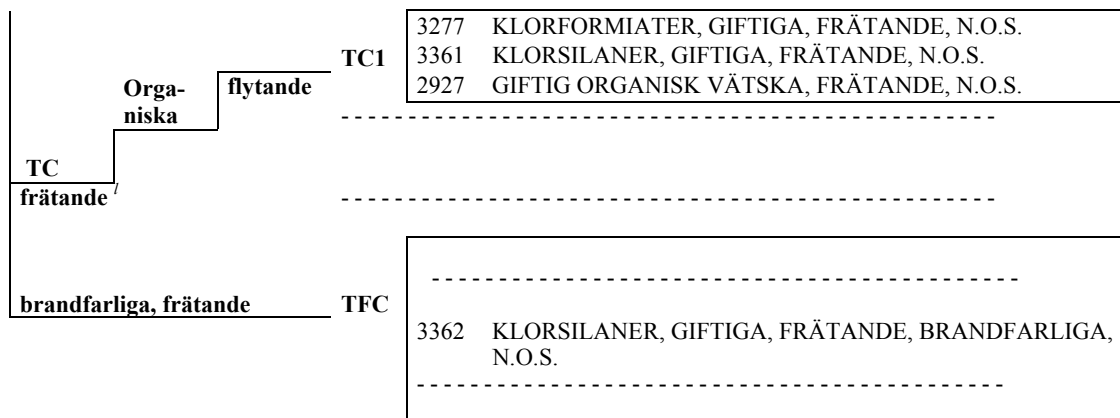 3277 KLORFORMIATER, GIFTIGA, FRÄTANDE, N.O.S.
TC1 3361 KLORSILANER, GIFTIGA, FRÄTANDE, N.O.S.
Orga- flytande 2927 GIFTIG ORGANISK VÄTSKA, FRÄTANDE, N.O.S.
niska - - - - - - - - - - - - - - - - - - - - - - - - - - - - - - - - - - - - - - - - - - - - - - - - -
TC
frätande l - - - - - - - - - - - - - - - - - - - - - - - - - - - - - - - - - - - - - - - - - - - - - - - - -
- - - - - - - - - - - - - - - - - - - - - - - - - - - - - - - - - - - - - - - - - - - -
brandfarliga, frätande TFC
3362 KLORSILANER, GIFTIGA, FRÄTANDE, BRANDFARLIGA,
N.O.S.
- - - - - - - - - - - - - - - - - - - - - - - - - - - - - - - - - - - - - - - - - - - -